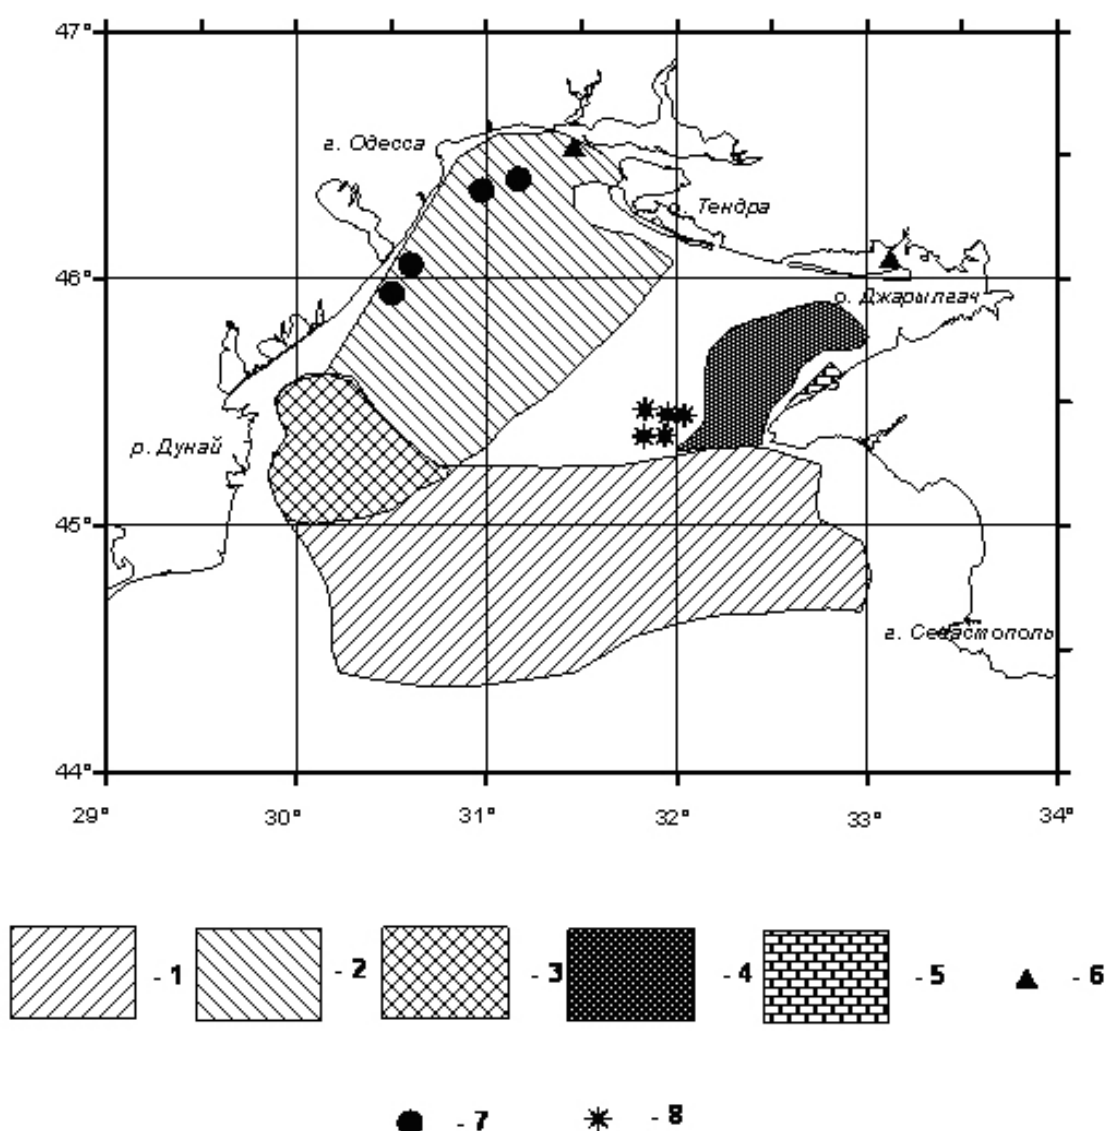 47°
г. Одесса
о. Тендра
46°
о. Джарылгач
р. Дунай
45°
г. Севастополь
44°
29° 30° 31° 32° 33° 34°
- 1 - 2 - 3 - 4 - 5 - 6
- 7 - 8